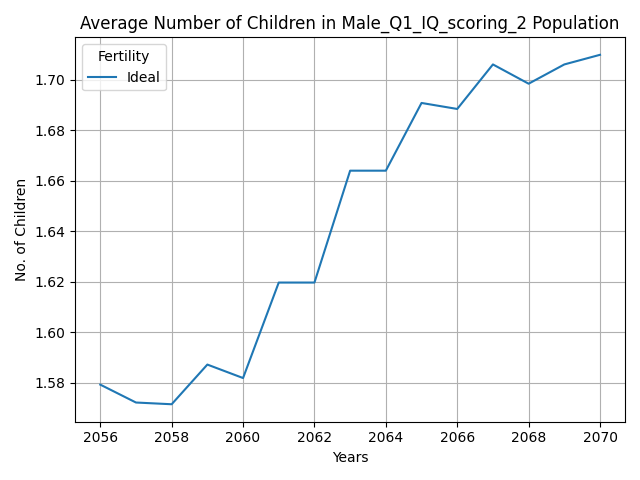 Average Number of Children in Male_Q1_IQ_scoring_2 Population
Fertility
Ideal
1.70
1.68
1.66
1.64
1.62
1.60
1.58
No. of Children
2056 2058 2060 2062 2064 2066 2068 2070
Years